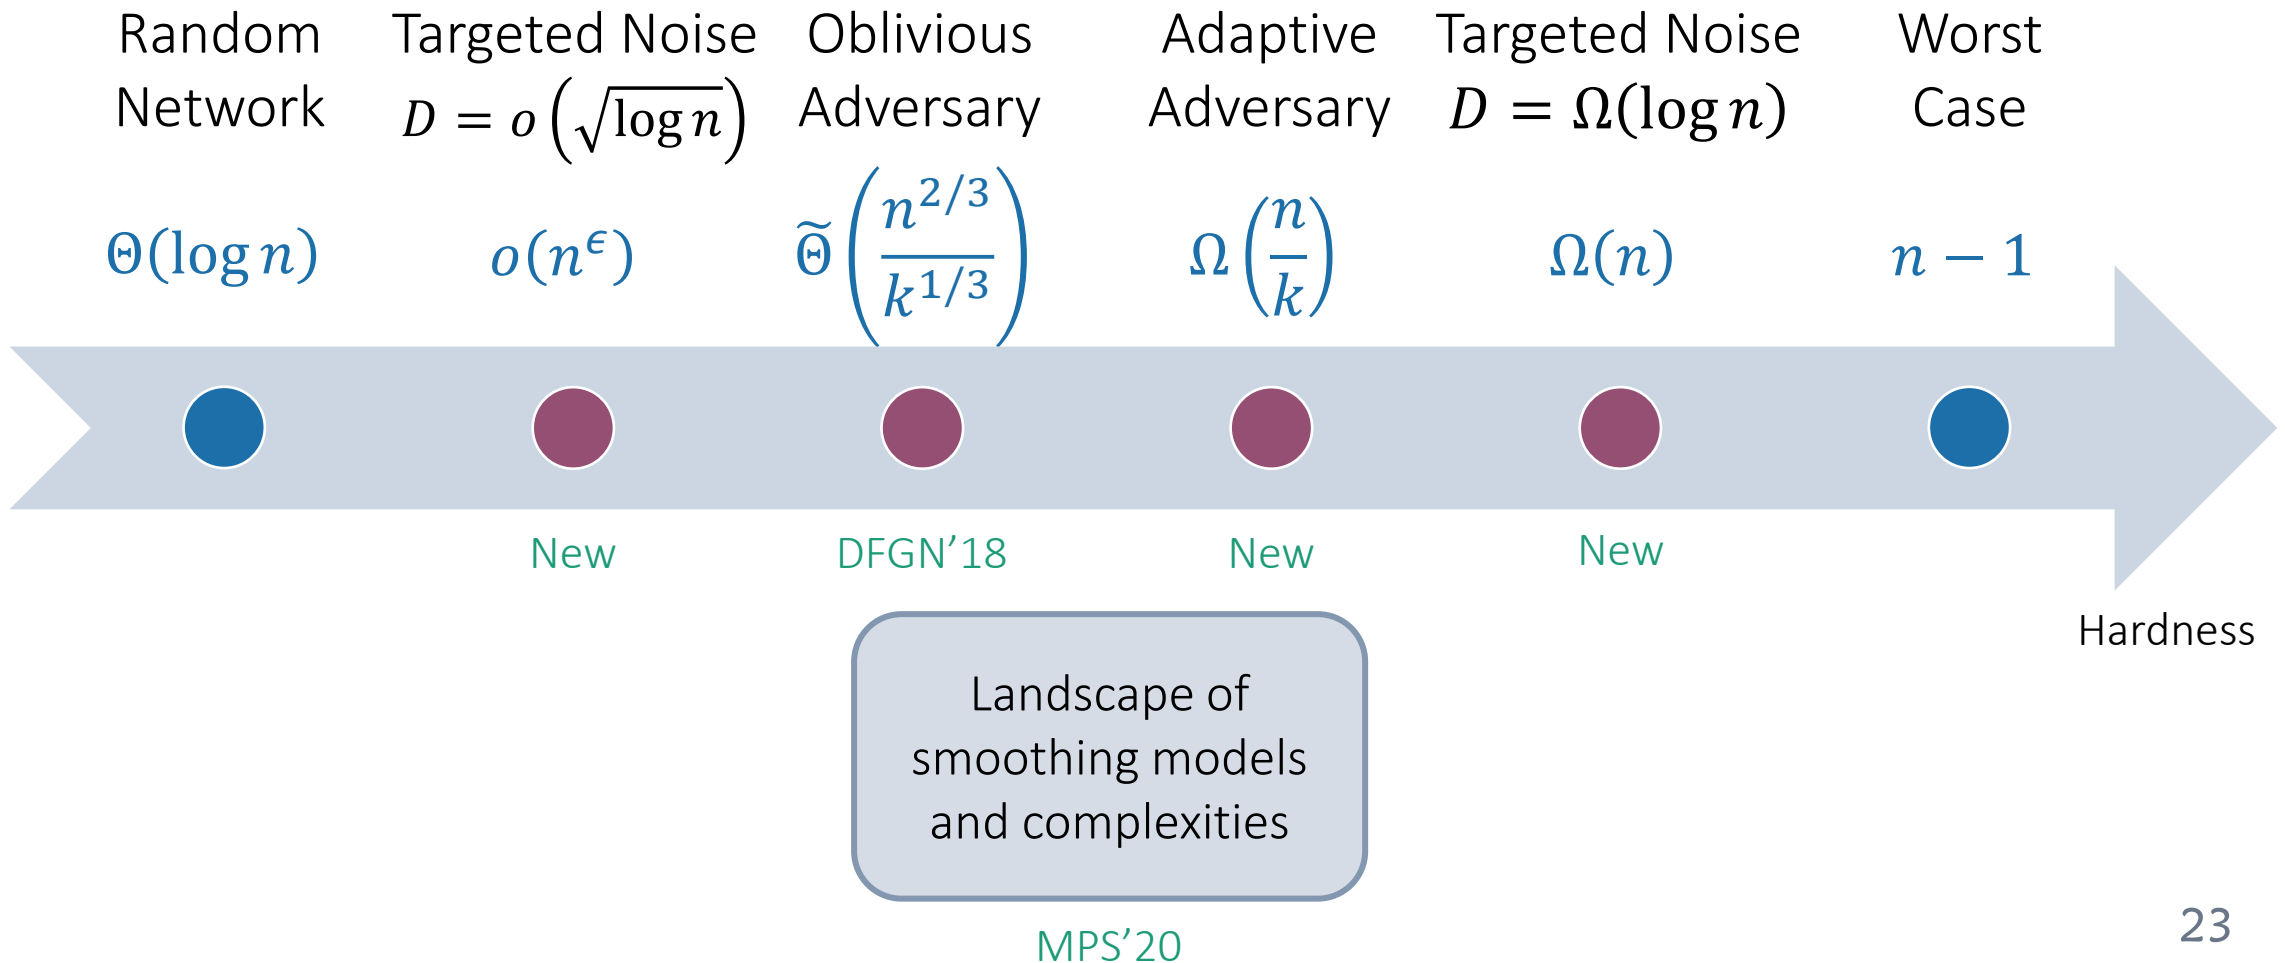 Random
Network
Targeted Noise
D = o(√log n)
Oblivious
Adversary
Adaptive
Adversary
Targeted Noise
D = Ω(log n)
Worst
Case
Θ(log n)
o(n^ϵ)
Θ̃(n^{2/3}/k^{1/3})
Ω(n/k)
Ω(n)
n − 1
New
DFGN’18
New
New
Hardness
Landscape of
smoothing models
and complexities
MPS’20
23